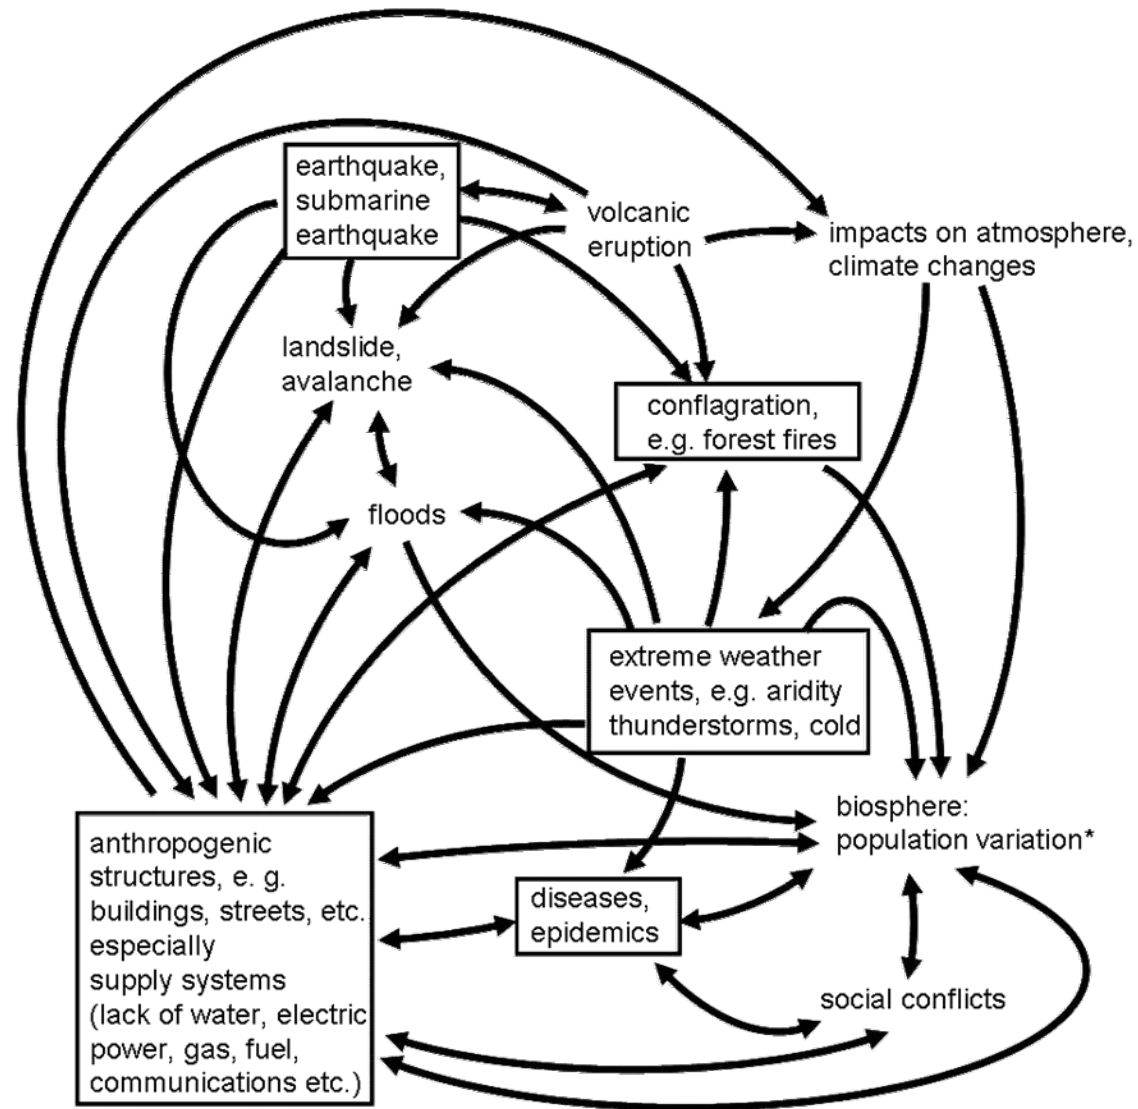 earthquake,
submarine
earthquake
volcanic
eruption
impacts on atmosphere,
climate changes
landslide,
avalanche
conflagration,
e.g. forest fires
floods
extreme weather
events, e.g. aridity
thunderstorms, cold
biosphere:
population variation*
anthropogenic
structures, e. g.
buildings, streets, etc.
especially
supply systems
(lack of water, electric
power, gas, fuel,
communications etc.)
diseases,
epidemics
social conflicts